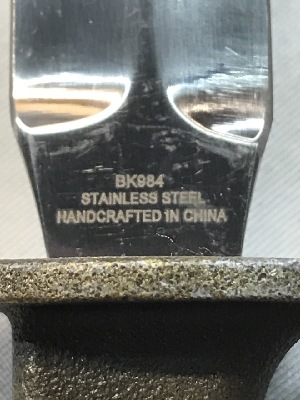 BK984
STAINLESS STEEL
HANDCRAFTED IN CHINA